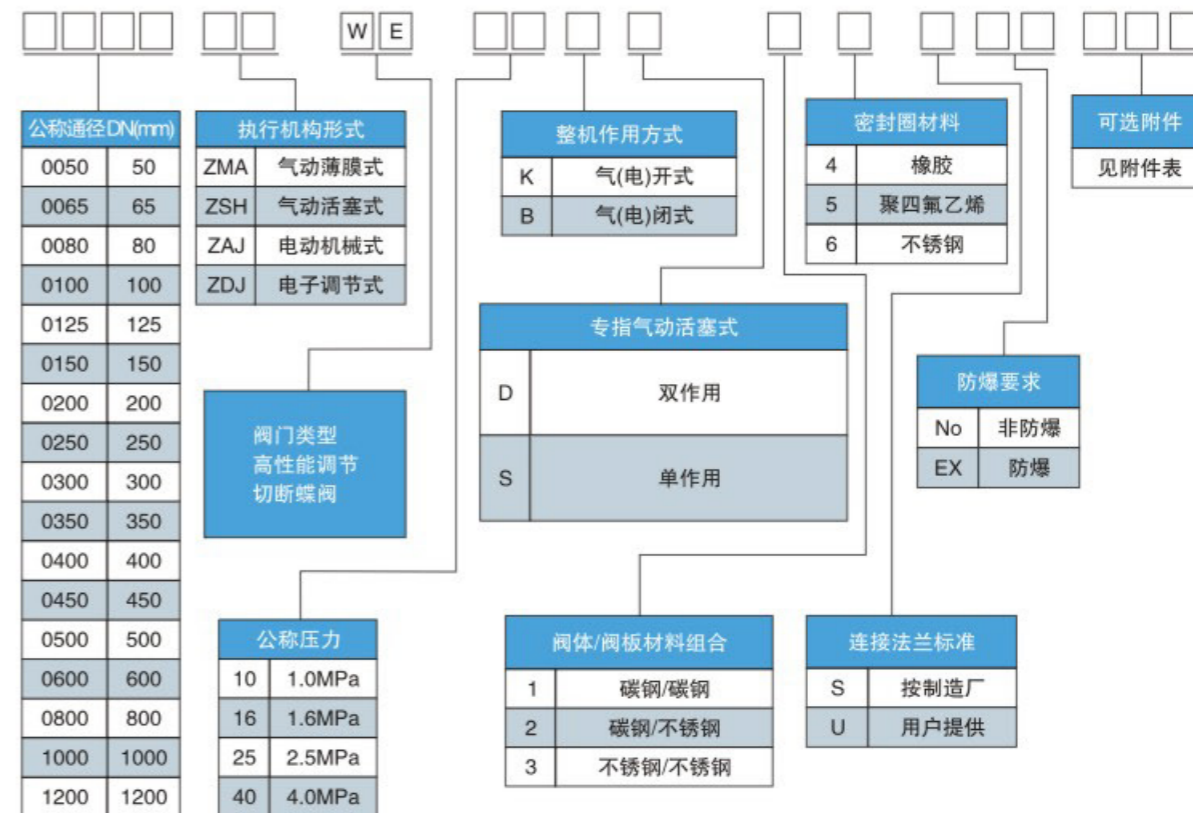 W E
公称通径DN(mm)
0050 50
0065 65
0080 80
0100 100
0125 125
0150 150
0200 200
0250 250
0300 300
0350 350
0400 400
0450 450
0500 500
0600 600
0800 800
1000 1000
1200 1200
执行机构形式
ZMA 气动薄膜式
ZSH 气动活塞式
ZAJ 电动机械式
ZDJ 电子调节式
阀门类型
高性能调节
切断蝶阀
公称压力
10 1.0MPa
16 1.6MPa
25 2.5MPa
40 4.0MPa
整机作用方式
K 气(电)开式
B 气(电)闭式
专指气动活塞式
D 双作用
S 单作用
阀体/阀板材料组合
1 碳钢/碳钢
2 碳钢/不锈钢
3 不锈钢/不锈钢
密封圈材料
4 橡胶
5 聚四氟乙烯
6 不锈钢
连接法兰标准
S 按制造厂
U 用户提供
防爆要求
No 非防爆
EX 防爆
可选附件
见附件表